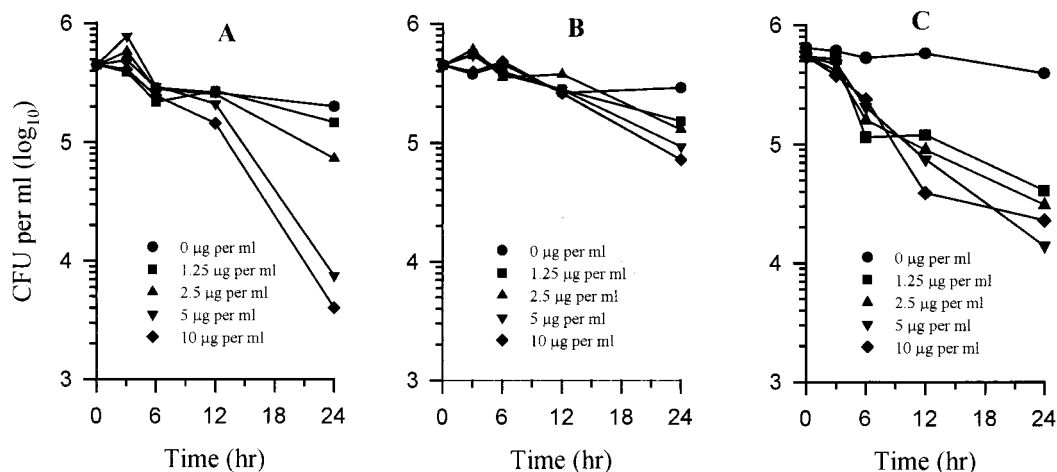 A
B
C
CFU per ml (log10)
6
5
4
3
0 μg per ml
1.25 μg per ml
2.5 μg per ml
5 μg per ml
10 μg per ml
0 6 12 18 24
Time (hr)
6
5
4
3
0 μg per ml
1.25 μg per ml
2.5 μg per ml
5 μg per ml
10 μg per ml
0 6 12 18 24
Time (hr)
6
5
4
3
0 μg per ml
1.25 μg per ml
2.5 μg per ml
5 μg per ml
10 μg per ml
0 6 12 18 24
Time (hr)